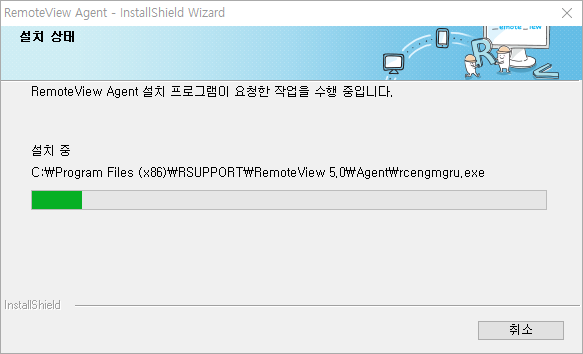 RemoteView Agent - InstallShield Wizard
설치 상태
RemoteView Agent 설치 프로그램이 요청한 작업을 수행 중입니다.
설치 중
C:\Program Files (x86)\RSUPPORT\RemoteView 5.0\Agent\rcengmgru.exe
InstallShield
취소